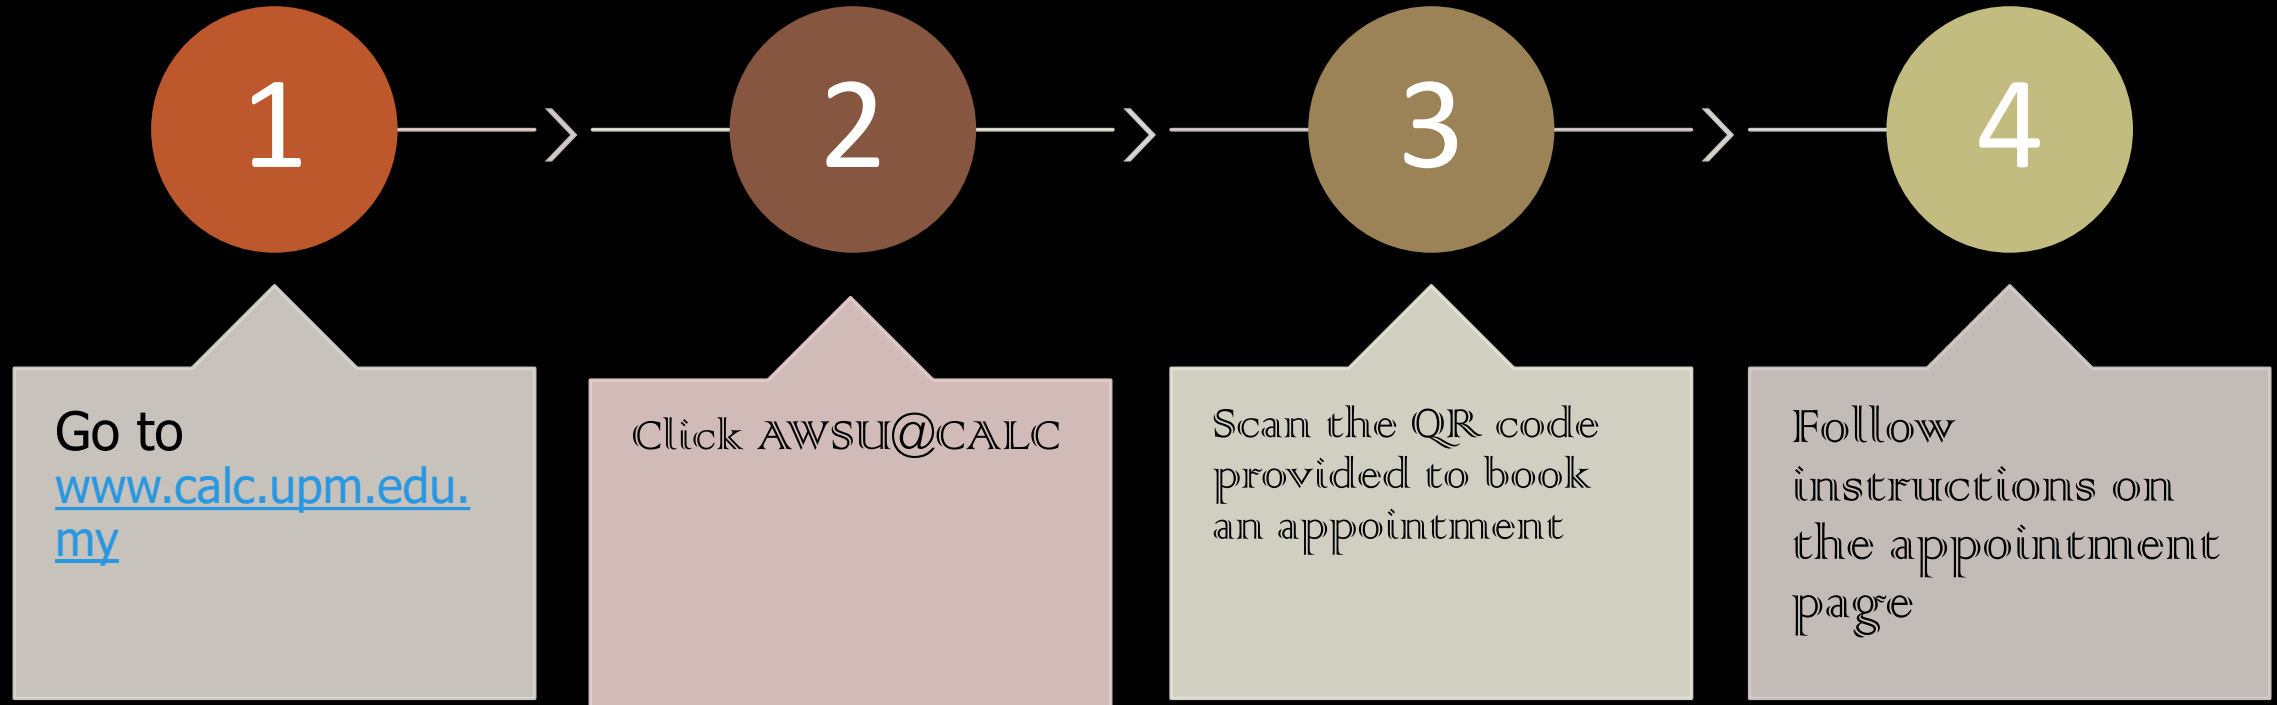 1
2
3
4
Go to
www.calc.upm.edu.
my
Click AWSU@CALC
Scan the QR code
provided to book
an appointment
Follow
instructions on
the appointment
page